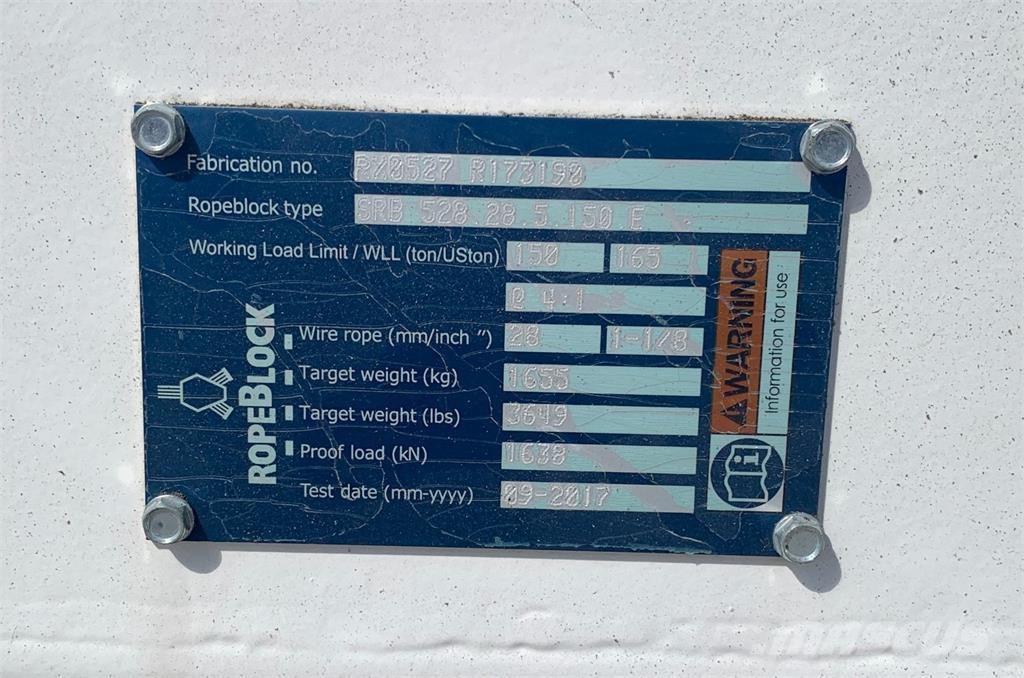 Fabrication no. RX0527 R173190
Ropeblock type SRB 528.28.5.150 E
Working Load Limit / WLL (ton/USton) 150 165
@ 4:1
Wire rope (mm/inch ″) 28 1-1/8
Target weight (kg) 1655
Target weight (lbs) 3649
Proof load (kN) 1638
Test date (mm-yyyy) 09-2017
ROPEBLOCK
WARNING
Information for use
MASCUS